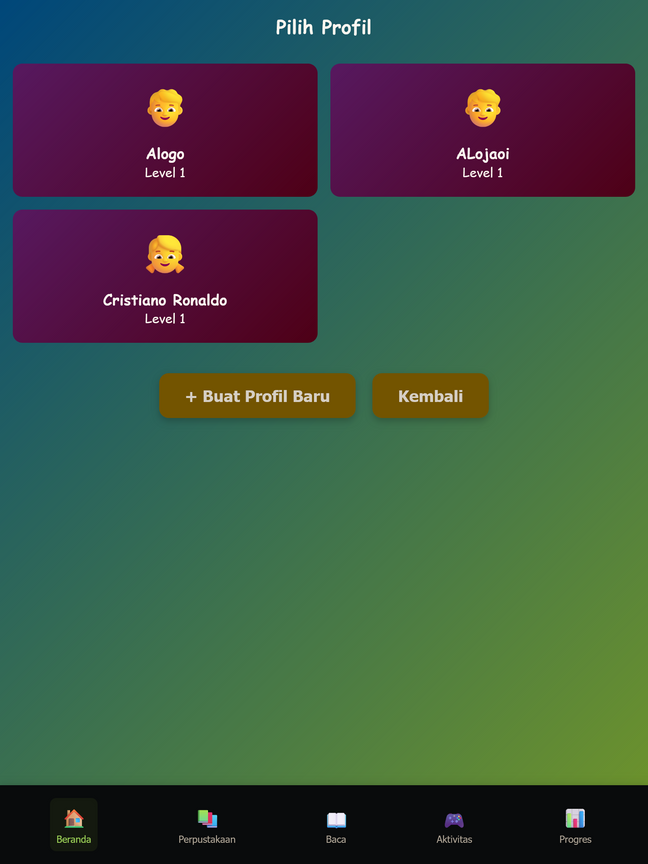 Pilih Profil
Alogo
Level 1
ALojaoi
Level 1
Cristiano Ronaldo
Level 1
+ Buat Profil Baru
Kembali
Beranda
Perpustakaan
Baca
Aktivitas
Progres